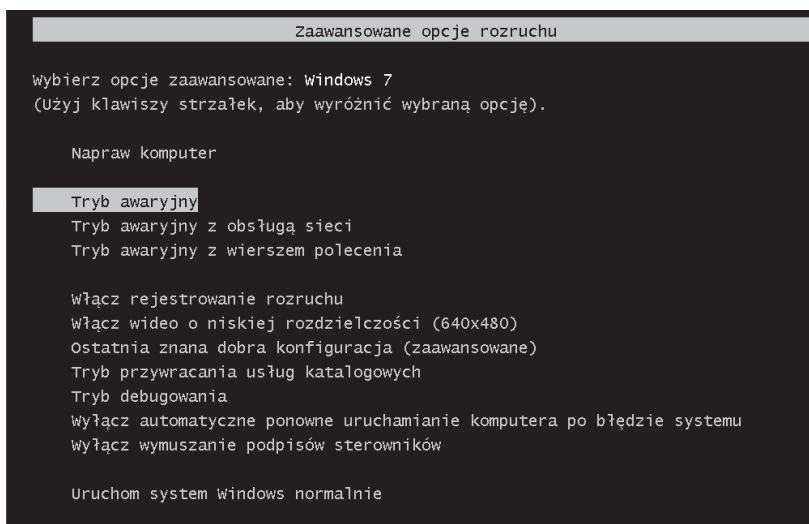 Zaawansowane opcje rozruchu
Wybierz opcje zaawansowane: Windows 7
(Użyj klawiszy strzałek, aby wyróżnić wybraną opcję).
Napraw komputer
Tryb awaryjny
Tryb awaryjny z obsługą sieci
Tryb awaryjny z wierszem polecenia
Włącz rejestrowanie rozruchu
Włącz wideo o niskiej rozdzielczości (640x480)
Ostatnia znana dobra konfiguracja (zaawansowane)
Tryb przywracania usług katalogowych
Tryb debugowania
Wyłącz automatyczne ponowne uruchamianie komputera po błędzie systemu
Wyłącz wymuszanie podpisów sterowników
Uruchom system Windows normalnie